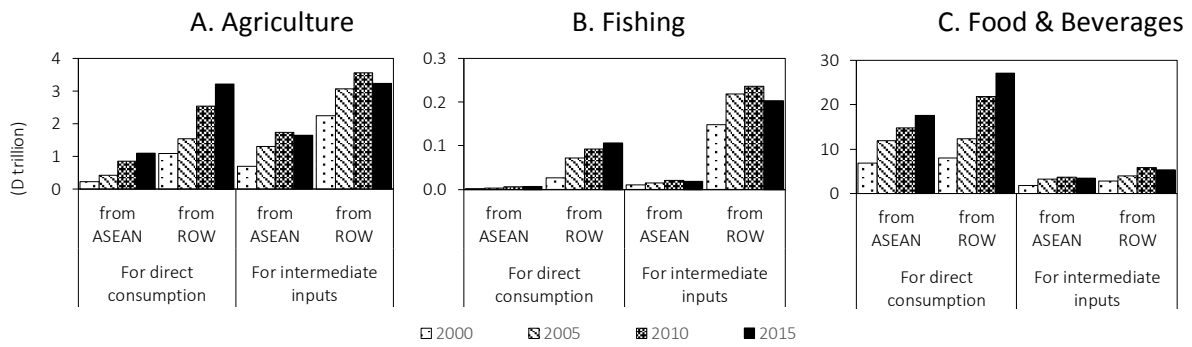 A. Agriculture
B. Fishing
C. Food & Beverages
(D trillion)
4
3
2
1
0
from ASEAN
from ROW
from ASEAN
from ROW
For direct consumption
For intermediate inputs
0.3
0.2
0.1
0.0
from ASEAN
from ROW
from ASEAN
from ROW
For direct consumption
For intermediate inputs
30
20
10
0
from ASEAN
from ROW
from ASEAN
from ROW
For direct consumption
For intermediate inputs
2000 2005 2010 2015